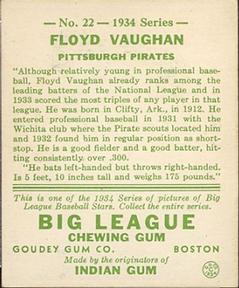 No. 22 — 1934 Series
FLOYD VAUGHAN
PITTSBURGH PIRATES
"Although relatively young in professional base-
ball, Floyd Vaughan already ranks among the
leading batters of the National League and in
1933 scored the most triples of any player in that
league. He was born in Clifty, Ark., in 1912. He
entered professional baseball in 1931 with the
Wichita club where the Pirate scouts located him
and 1932 found him in regular position as short-
stop. He is a good fielder and a good batter, hit-
ting consistently over .300.
"He bats left-handed but throws right-handed.
Is 5 feet, 10 inches tall and weighs 175 pounds."
This is one of the 1934 Series of pictures of Big
League Baseball Stars. Collect the entire series.
BIG LEAGUE
CHEWING GUM
GOUDEY GUM CO. BOSTON
Made by the originators of
INDIAN GUM